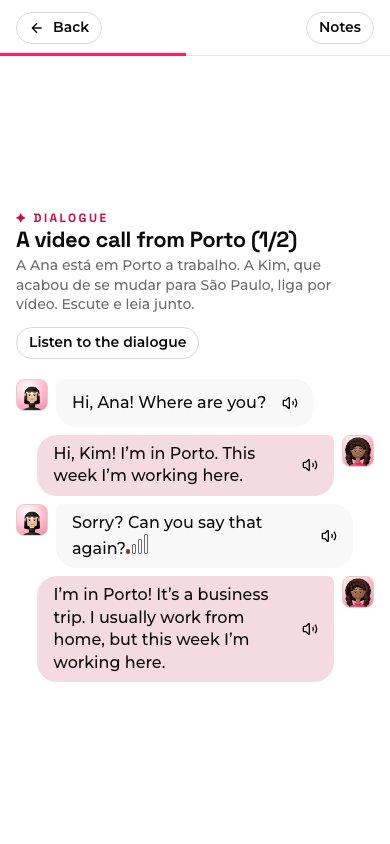 Back
Notes
DIALOGUE
A video call from Porto (1/2)
A Ana está em Porto a trabalho. A Kim, que
acabou de se mudar para São Paulo, liga por
vídeo. Escute e leia junto.
Listen to the dialogue
Hi, Ana! Where are you?
Hi, Kim! I’m in Porto. This
week I’m working here.
Sorry? Can you say that
again?
I’m in Porto! It’s a business
trip. I usually work from
home, but this week I’m
working here.